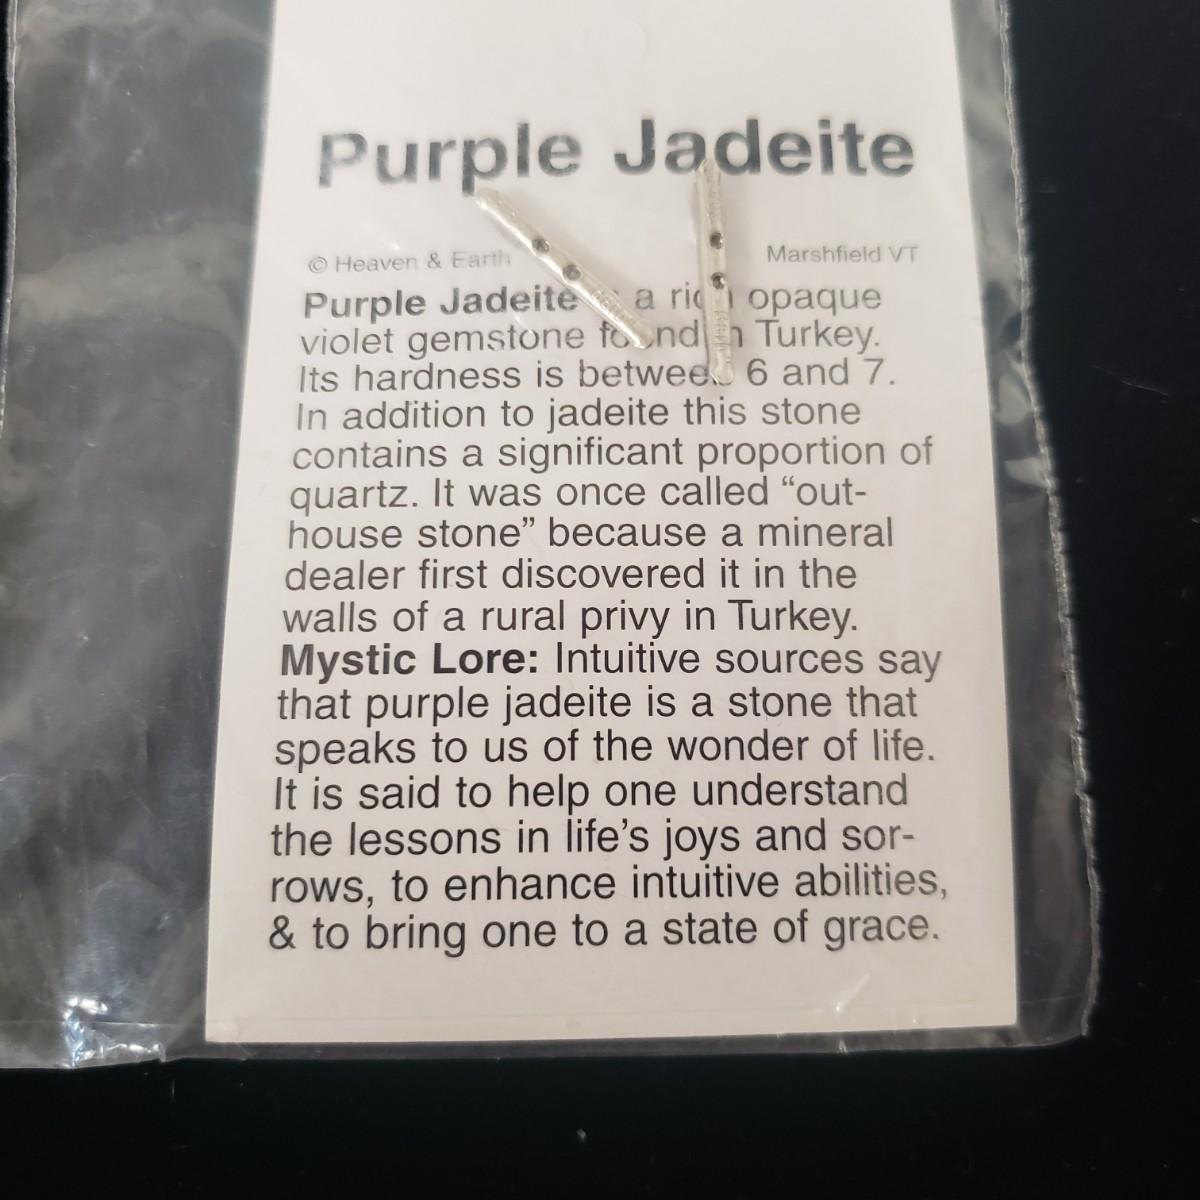 Purple Jadeite
© Heaven & Earth Marshfield VT
Purple Jadeite a rich opaque
violet gemstone found in Turkey.
Its hardness is between 6 and 7.
In addition to jadeite this stone
contains a significant proportion of
quartz. It was once called “out-
house stone” because a mineral
dealer first discovered it in the
walls of a rural privy in Turkey.
Mystic Lore: Intuitive sources say
that purple jadeite is a stone that
speaks to us of the wonder of life.
It is said to help one understand
the lessons in life’s joys and sor-
rows, to enhance intuitive abilities,
& to bring one to a state of grace.